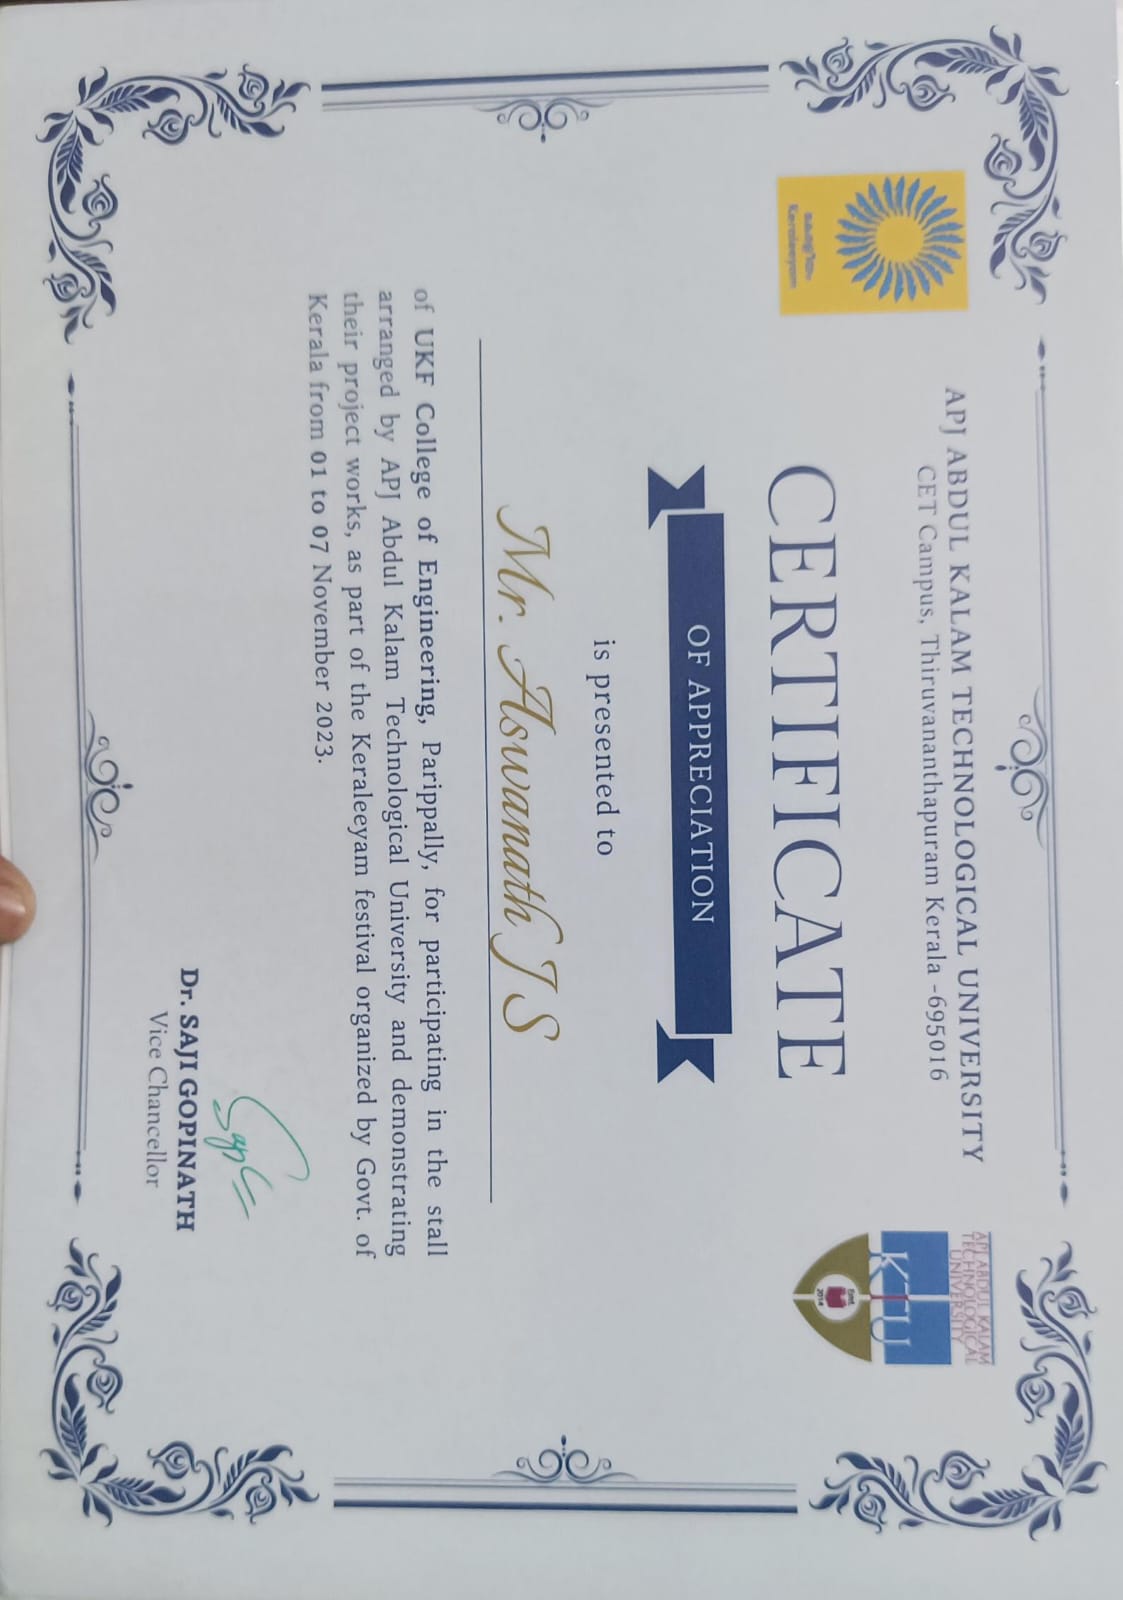 കേരളീയം
Keraleeyam
APJ ABDUL KALAM TECHNOLOGICAL UNIVERSITY
CET Campus, Thiruvananthapuram Kerala -695016
API ABDUL KALAM
TECHNOLOGICAL
UNIVERSITY
KTU
Estd.
2014
CERTIFICATE
OF APPRECIATION
is presented to
Mr. Aswanath J S
of UKF College of Engineering, Parippally, for participating in the stall
arranged by APJ Abdul Kalam Technological University and demonstrating
their project works, as part of the Keraleeyam festival organized by Govt. of
Kerala from 01 to 07 November 2023.
Dr. SAJI GOPINATH
Vice Chancellor